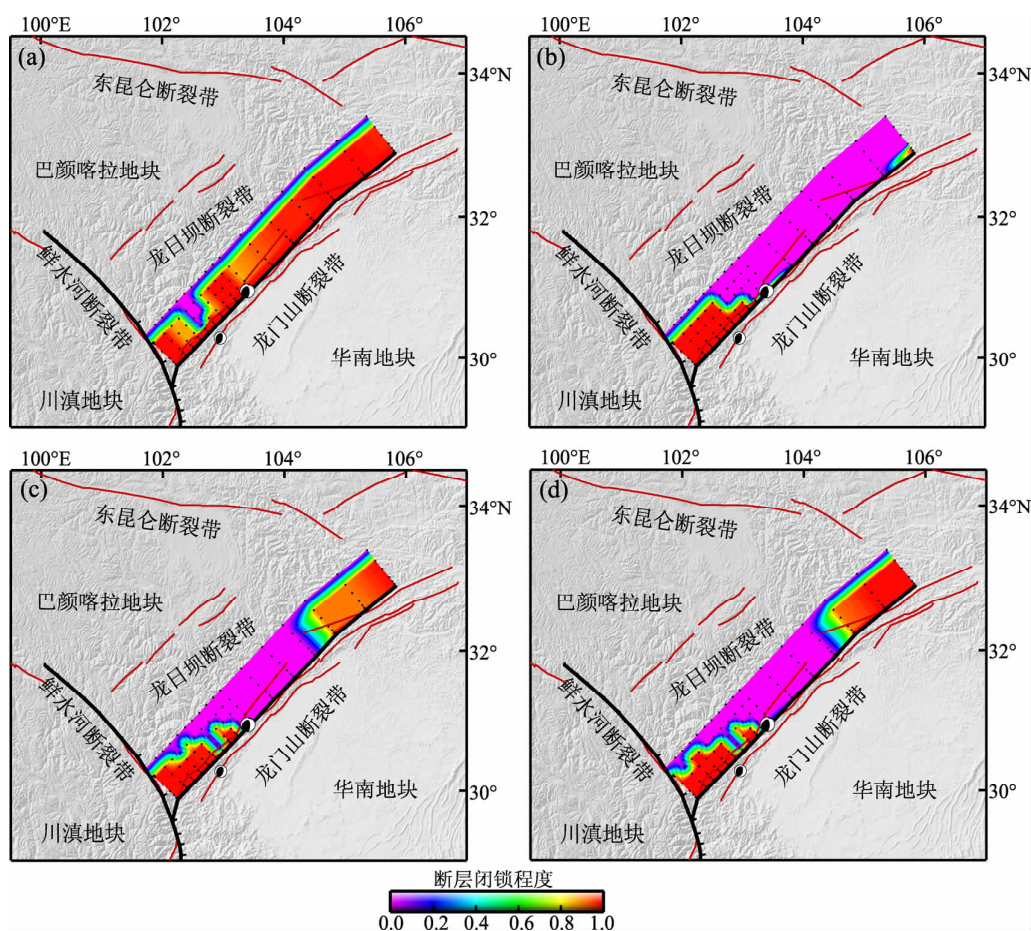 100°E 102° 104° 106°
(a)
34°N
东昆仑断裂带
巴颜喀拉地块
32°
龙日坝断裂带
鲜水河断裂带
龙门山断裂带
华南地块
30°
川滇地块
100°E 102° 104° 106°
(b)
34°N
东昆仑断裂带
巴颜喀拉地块
32°
龙日坝断裂带
鲜水河断裂带
龙门山断裂带
华南地块
30°
川滇地块
100°E 102° 104° 106°
(c)
34°N
东昆仑断裂带
巴颜喀拉地块
32°
龙日坝断裂带
鲜水河断裂带
龙门山断裂带
华南地块
30°
川滇地块
100°E 102° 104° 106°
(d)
34°N
东昆仑断裂带
巴颜喀拉地块
32°
龙日坝断裂带
鲜水河断裂带
龙门山断裂带
华南地块
30°
川滇地块
断层闭锁程度
0.0 0.2 0.4 0.6 0.8 1.0